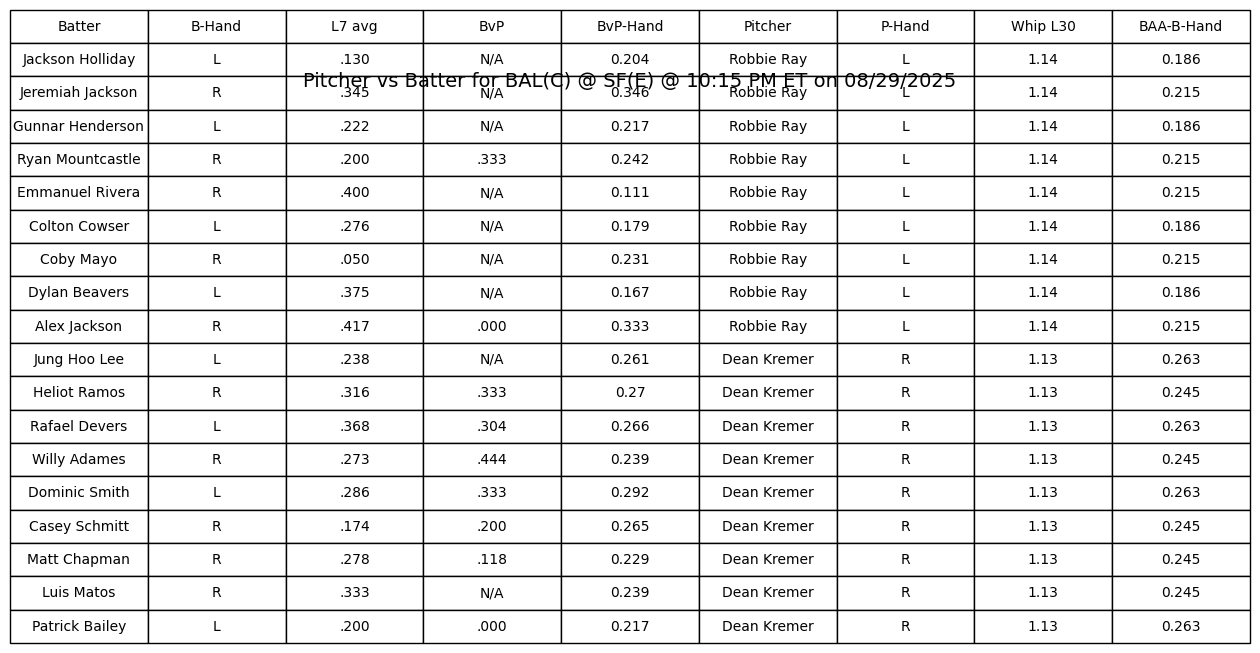 Batter B-Hand L7 avg BvP BvP-Hand Pitcher P-Hand Whip L30 BAA-B-Hand
Jackson Holliday L .130 N/A 0.204 Robbie Ray L 1.14 0.186
Pitcher vs Batter for BAL(C) @ SF(E) @ 10:15 PM ET on 08/29/2025
Jeremiah Jackson R .345 N/A 0.346 Robbie Ray L 1.14 0.215
Gunnar Henderson L .222 N/A 0.217 Robbie Ray L 1.14 0.186
Ryan Mountcastle R .200 .333 0.242 Robbie Ray L 1.14 0.215
Emmanuel Rivera R .400 N/A 0.111 Robbie Ray L 1.14 0.215
Colton Cowser L .276 N/A 0.179 Robbie Ray L 1.14 0.186
Coby Mayo R .050 N/A 0.231 Robbie Ray L 1.14 0.215
Dylan Beavers L .375 N/A 0.167 Robbie Ray L 1.14 0.186
Alex Jackson R .417 .000 0.333 Robbie Ray L 1.14 0.215
Jung Hoo Lee L .238 N/A 0.261 Dean Kremer R 1.13 0.263
Heliot Ramos R .316 .333 0.27 Dean Kremer R 1.13 0.245
Rafael Devers L .368 .304 0.266 Dean Kremer R 1.13 0.263
Willy Adames R .273 .444 0.239 Dean Kremer R 1.13 0.245
Dominic Smith L .286 .333 0.292 Dean Kremer R 1.13 0.263
Casey Schmitt R .174 .200 0.265 Dean Kremer R 1.13 0.245
Matt Chapman R .278 .118 0.229 Dean Kremer R 1.13 0.245
Luis Matos R .333 N/A 0.239 Dean Kremer R 1.13 0.245
Patrick Bailey L .200 .000 0.217 Dean Kremer R 1.13 0.263